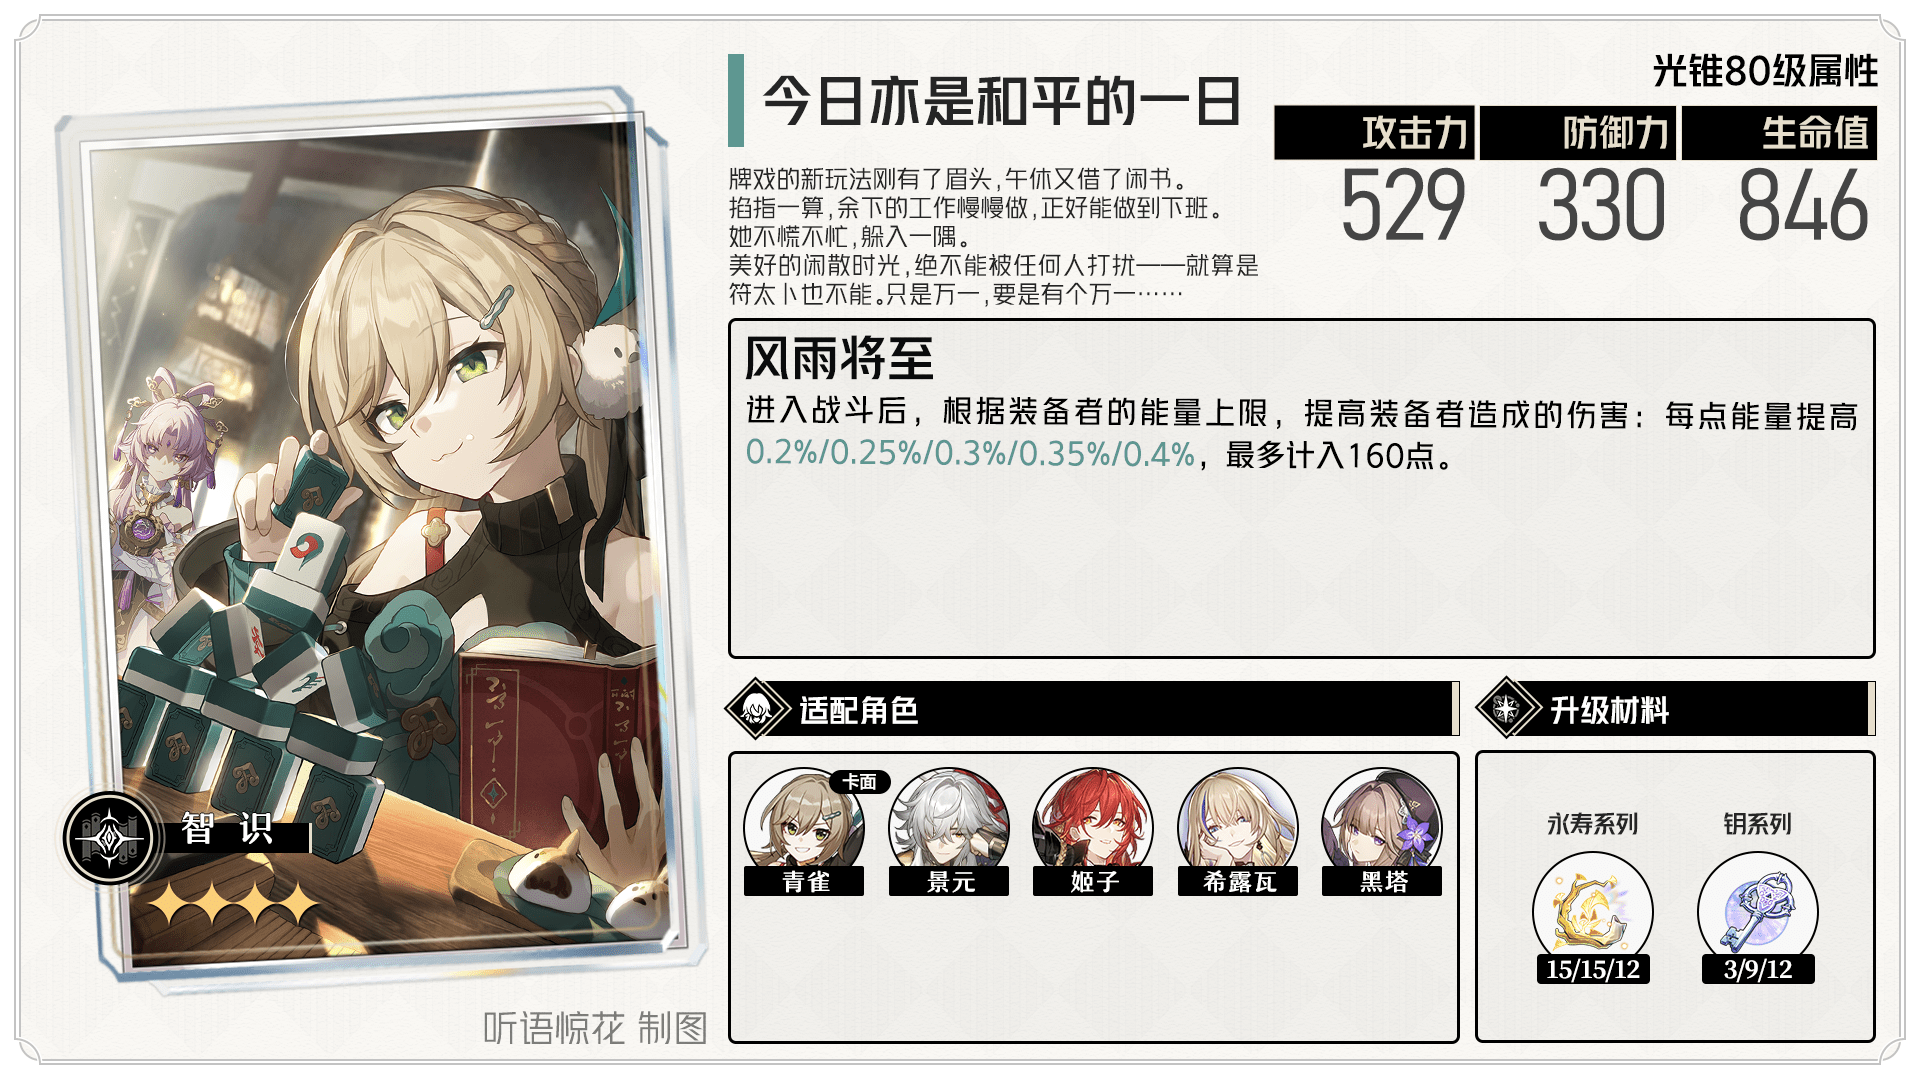 今日亦是和平的一日
牌戏的新玩法刚有了眉头,午休又借了闲书。
掐指一算,余下的工作慢慢做,正好能做到下班。
她不慌不忙,躲入一隅。
美好的闲散时光,绝不能被任何人打扰——就算是
符太卜也不能。只是万一,要是有个万一……
光锥80级属性
攻击力 防御力 生命值
529 330 846
风雨将至
进入战斗后，根据装备者的能量上限，提高装备者造成的伤害：每点能量提高
0.2%/0.25%/0.3%/0.35%/0.4%，最多计入160点。
智 识
适配角色
卡面
青雀 景元 姬子 希露瓦 黑塔
升级材料
永寿系列 钥系列
15/15/12 3/9/12
听语惊花 制图